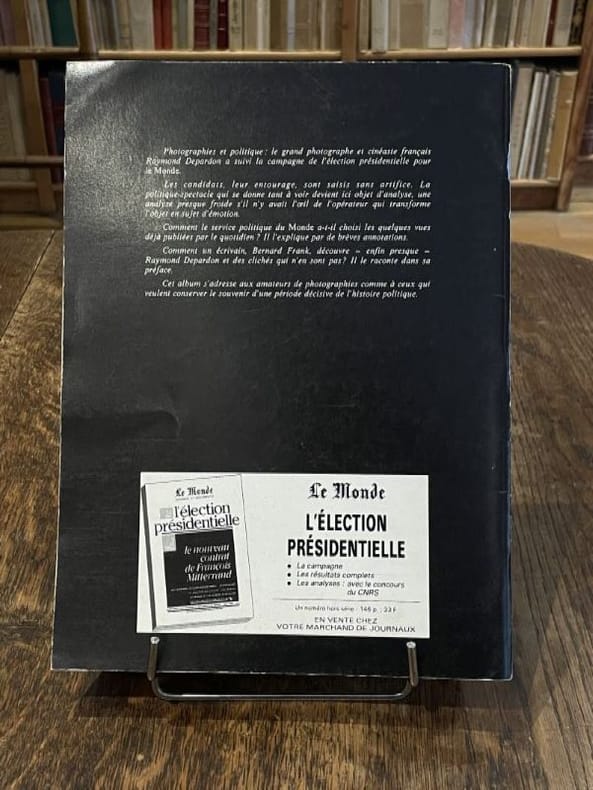 Photographies et politique : le grand photographe et cinéaste français
Raymond Depardon a suivi la campagne de l'élection présidentielle pour
le Monde.
Les candidats, leur entourage, sont saisis sans artifice. La
politique-spectacle qui se donne tant à voir devient ici objet d'analyse, une
analyse presque froide s'il n'y avait l'œil de l'opérateur qui transforme
l'objet en sujet d'émotion.
Comment le service politique du Monde a-t-il choisi les quelques vues
déjà publiées par le quotidien ? Il l'explique par de brèves annotations.
Comment un écrivain, Bernard Frank, découvre – enfin presque –
Raymond Depardon et des clichés qui n'en sont pas ? Il le raconte dans sa
préface.
Cet album s'adresse aux amateurs de photographies comme à ceux qui
veulent conserver le souvenir d'une période décisive de l'histoire politique.
Le Monde
l'élection
présidentielle
le nouveau
contrat
de François
Mitterrand
Le Monde
L'ÉLECTION
PRÉSIDENTIELLE
• La campagne
• Les résultats complets
• Les analyses : avec le concours
du CNRS
Un numéro hors série : 146 p. ; 33 F
EN VENTE CHEZ
VOTRE MARCHAND DE JOURNAUX